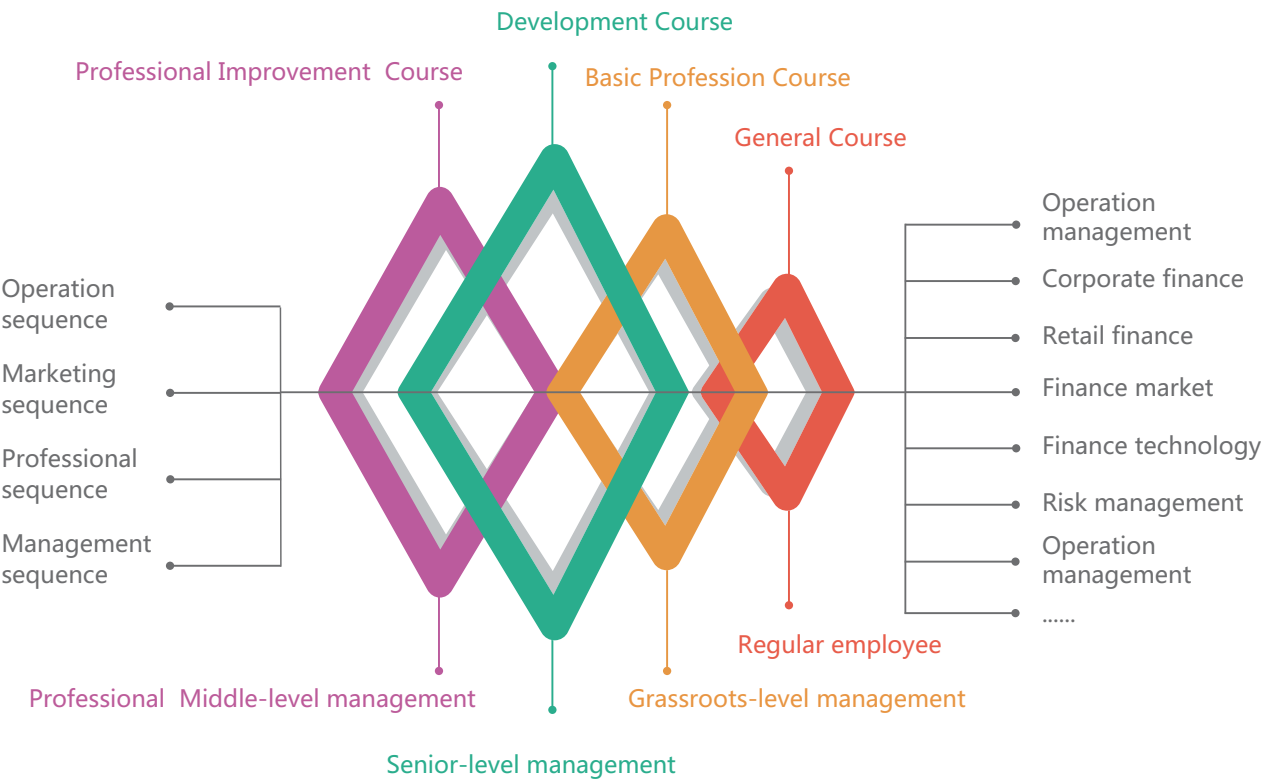 Development Course
Professional Improvement  Course
Basic Profession Course
General Course
Operation
sequence
Marketing
sequence
Professional
sequence
Management
sequence
Operation
management
Corporate finance
Retail finance
Finance market
Finance technology
Risk management
Operation
management
......
Regular employee
Professional  Middle-level management
Grassroots-level management
Senior-level management